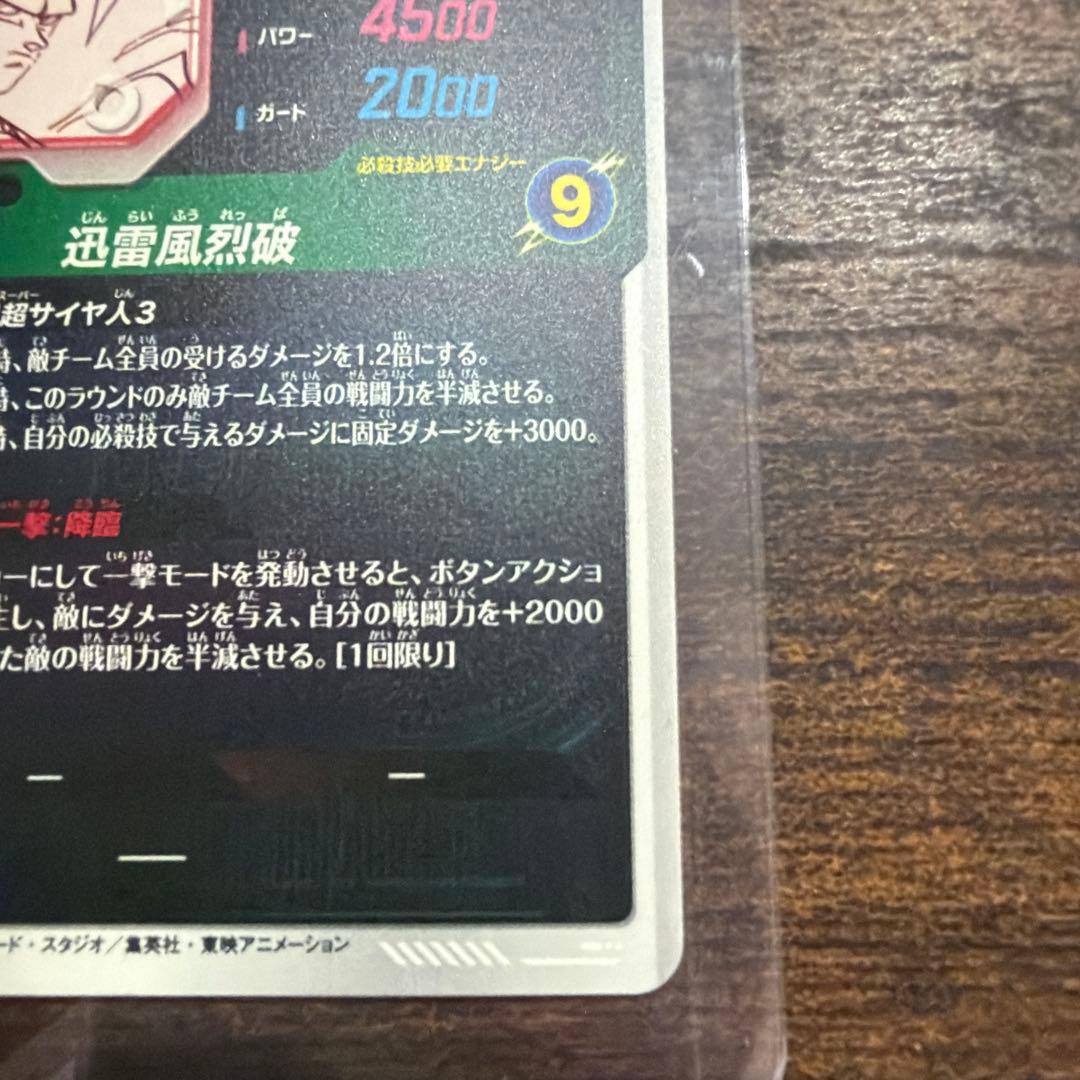 パワー 4500
ガード 2000
必殺技必要エナジー
9
じん らい ふう れっ ぱ
迅雷風烈破
超サイヤ人3
時、敵チーム全員の受けるダメージを1.2倍にする。
時、このラウンドのみ敵チーム全員の戦闘力を半減させる。
時、自分の必殺技で与えるダメージに固定ダメージを+3000。
ーにして一撃モードを発動させると、ボタンアクショ
し、敵にダメージを与え、自分の戦闘力を+2000
た敵の戦闘力を半減させる。[1回限り]
ード・スタジオ/集英社・東映アニメーション